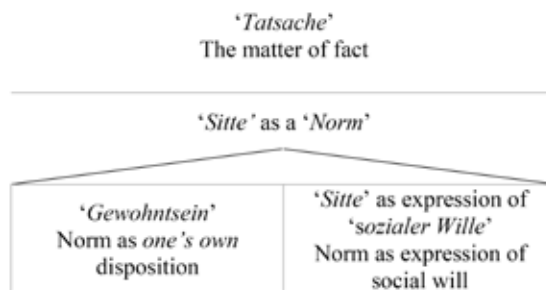 'Tatsache'
The matter of fact
'Sitte' as a 'Norm'
'Gewohntsein'
Norm as one's own
disposition
'Sitte' as expression of
'sozialer Wille'
Norm as expression of
social will